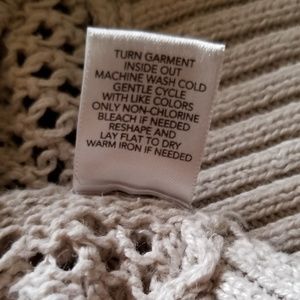 TURN GARMENT
INSIDE OUT
MACHINE WASH COLD
GENTLE CYCLE
WITH LIKE COLORS
ONLY NON-CHLORINE
BLEACH IF NEEDED
RESHAPE AND
LAY FLAT TO DRY
WARM IRON IF NEEDED